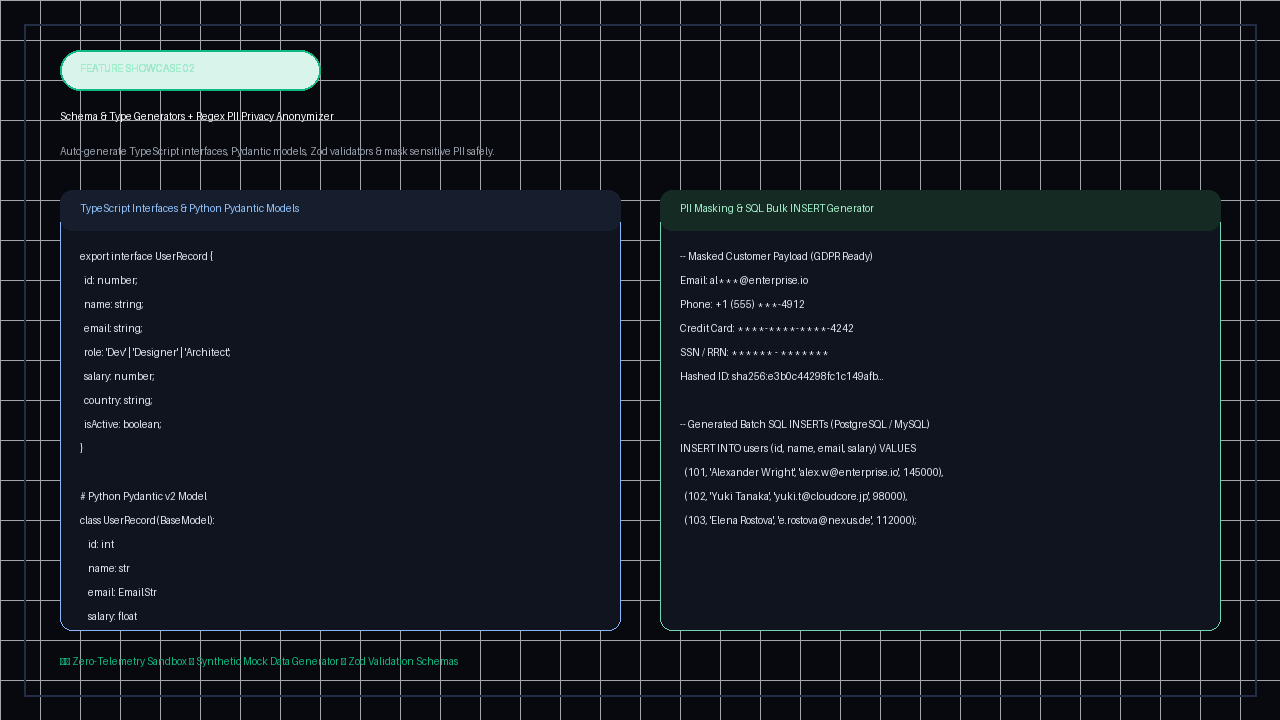 FEATURE SHOWCASE 02
Schema & Type Generators + Regex PII Privacy Anonymizer
Auto-generate TypeScript interfaces, Pydantic models, Zod validators & mask sensitive PII safely.
TypeScript Interfaces & Python Pydantic Models
export interface UserRecord {
id: number;
name: string;
email: string;
role: 'Dev' | 'Designer' | 'Architect';
salary: number;
country: string;
isActive: boolean;
}
# Python Pydantic v2 Model
class UserRecord(BaseModel):
id: int
name: str
email: EmailStr
salary: float
PII Masking & SQL Bulk INSERT Generator
-- Masked Customer Payload (GDPR Ready)
Email: al***@enterprise.io
Phone: +1 (555) ***-4912
Credit Card: ****-****-****-4242
SSN / RRN: ****** - *******
Hashed ID: sha256:e3b0c44298fc1c149afb...
-- Generated Batch SQL INSERTs (PostgreSQL / MySQL)
INSERT INTO users (id, name, email, salary) VALUES
(101, 'Alexander Wright', 'alex.w@enterprise.io', 145000),
(102, 'Yuki Tanaka', 'yuki.t@cloudcore.jp', 98000),
(103, 'Elena Rostova', 'e.rostova@nexus.de', 112000);
Zero-Telemetry Sandbox Synthetic Mock Data Generator Zod Validation Schemas